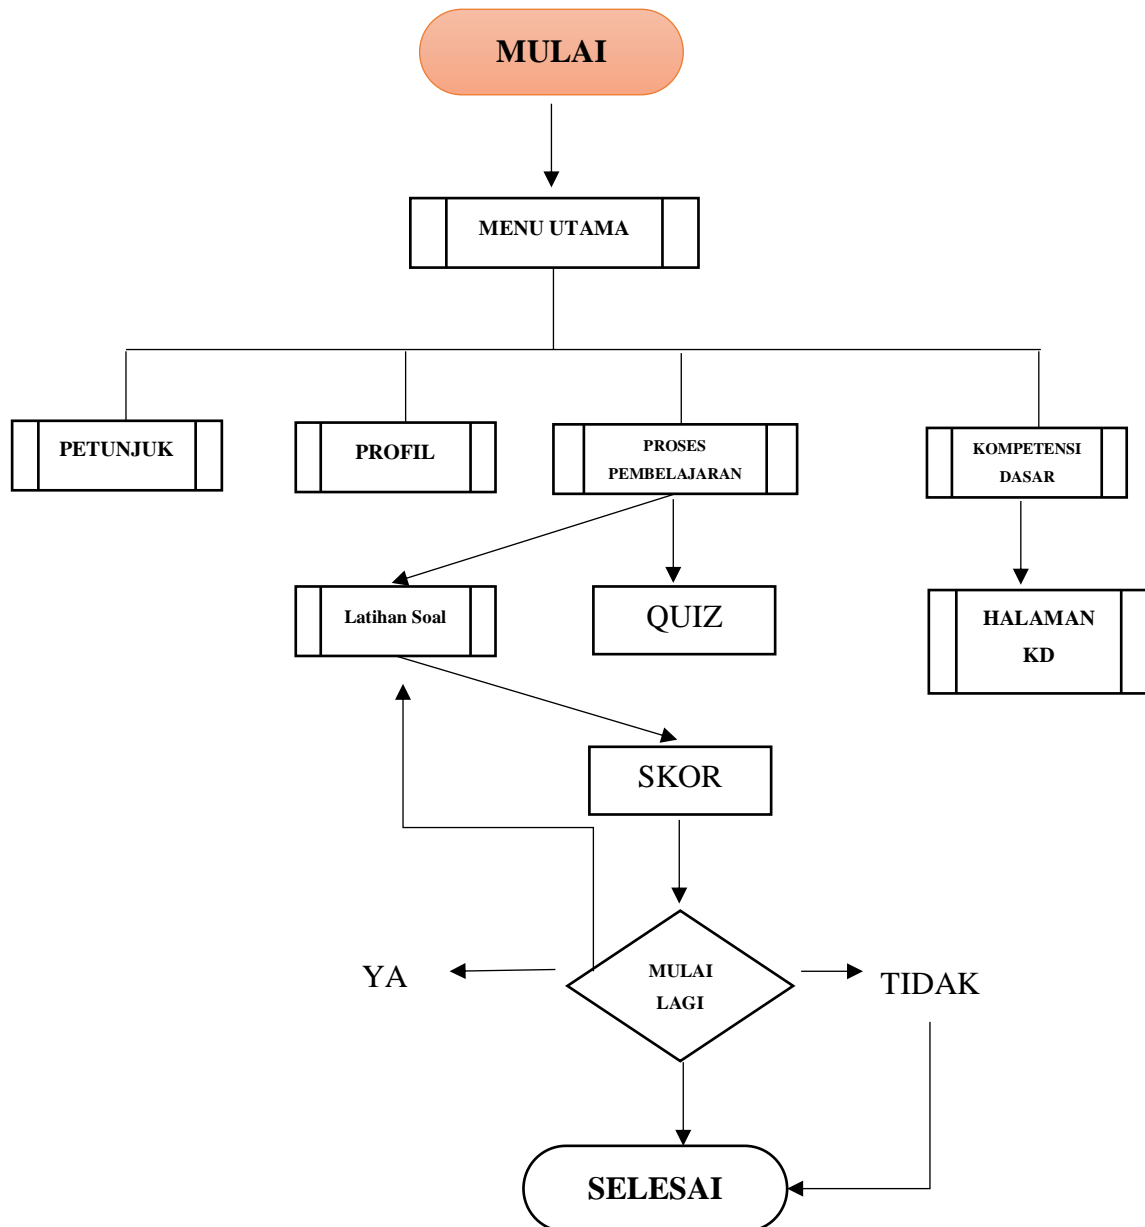 MULAI
MENU UTAMA
PETUNJUK
PROFIL
PROSES
PEMBELAJARAN
KOMPETENSI
DASAR
Latihan Soal
QUIZ
HALAMAN
KD
SKOR
MULAI
LAGI
YA
TIDAK
SELESAI